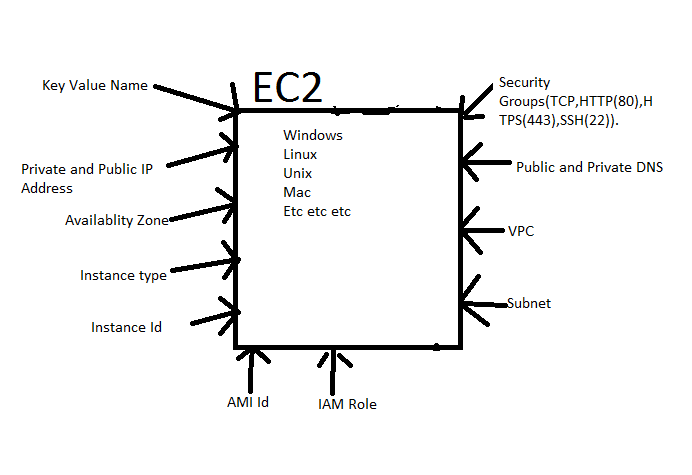 EC2
Key Value Name
Security
Groups(TCP,HTTP(80),H
TPS(443),SSH(22)).
Windows
Linux
Unix
Mac
Etc etc etc
Private and Public IP
Address
Public and Private DNS
Availablity Zone
VPC
Instance type
Subnet
Instance Id
AMI Id
IAM Role